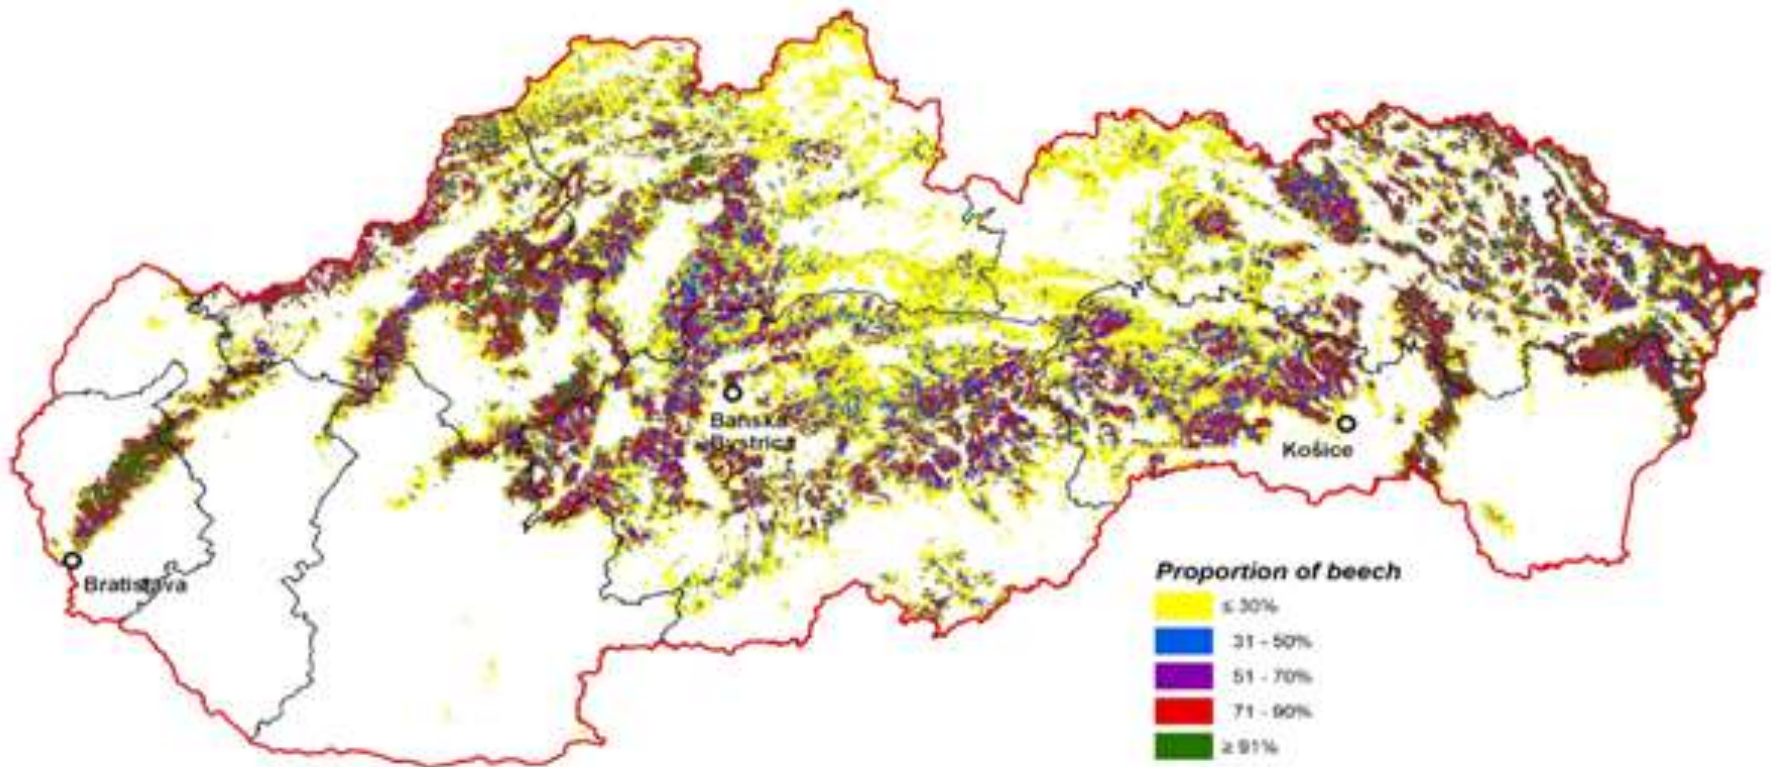 Banská
Bystrica
Košice
Bratislava
Proportion of beech
≤ 30%
31 - 50%
51 - 70%
71 - 90%
≥ 91%